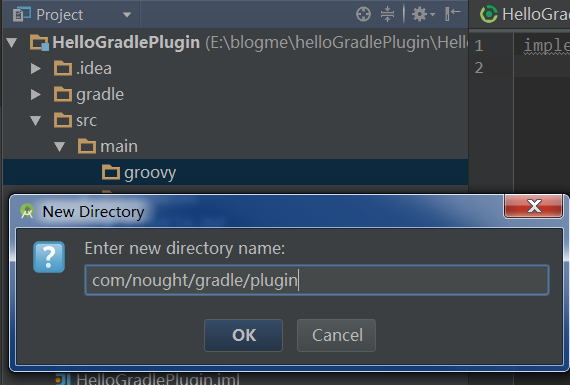 Project
HelloGrad
HelloGradlePlugin (E:\blogme\helloGradlePlugin\Hell
1 imple
2
.idea
gradle
src
main
groovy
New Directory
Enter new directory name:
com/nought/gradle/plugin
OK
Cancel
HelloGradlePlugin.iml